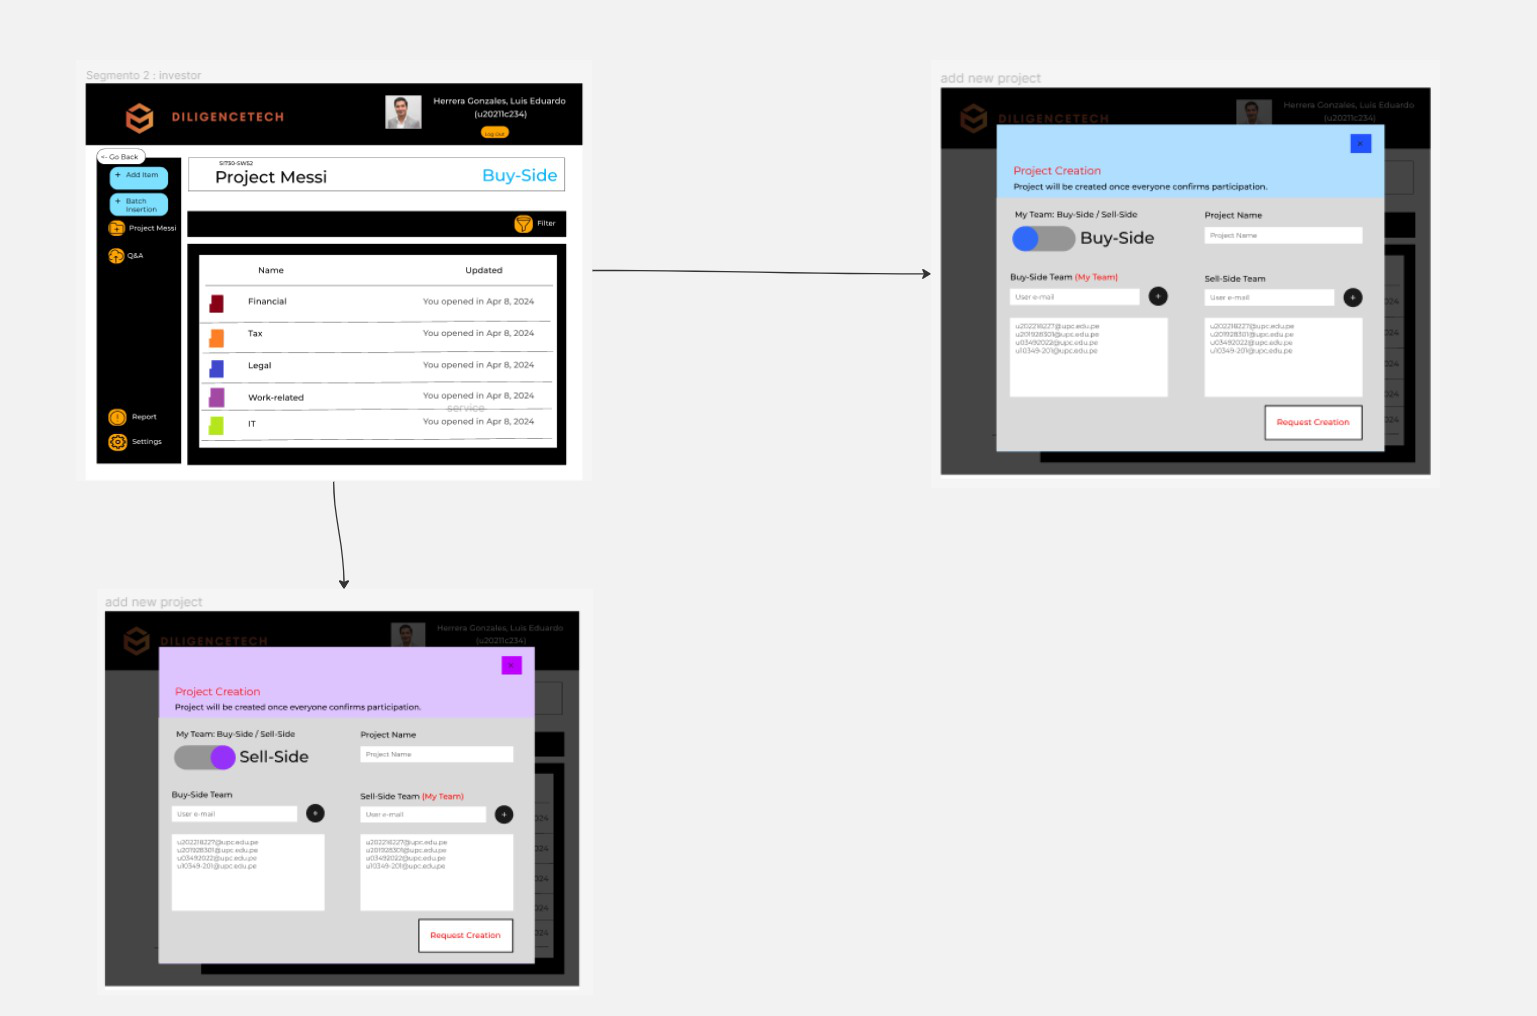 Segmento 2 : investor
DILIGENCETECH
Herrera Gonzales, Luis Eduardo
(u20211c234)
Log Out
<- Go Back
+ Add Item
+ Batch
Insertion
Project Messi
Q&A
Report
Settings
SI730-SW52
Project Messi
Buy-Side
Filter
Name Updated
Financial You opened in Apr 8, 2024
Tax You opened in Apr 8, 2024
Legal You opened in Apr 8, 2024
Work-related You opened in Apr 8, 2024
service
IT You opened in Apr 8, 2024
add new project
DILIGENCETECH
Herrera Gonzales, Luis Eduardo
(u20211c234)
x
Project Creation
Project will be created once everyone confirms participation.
My Team: Buy-Side / Sell-Side
Buy-Side
Project Name
Project Name
Buy-Side Team (My Team)
User e-mail +
u202218227@upc.edu.pe
u201928301@upc.edu.pe
u03492022@upc.edu.pe
u10349-201@upc.edu.pe
Sell-Side Team
User e-mail +
u202218227@upc.edu.pe
u201928301@upc.edu.pe
u03492022@upc.edu.pe
u10349-201@upc.edu.pe
Request Creation
024
024
024
024
add new project
DILIGENCETECH
Herrera Gonzales, Luis Eduardo
(u20211c234)
x
Project Creation
Project will be created once everyone confirms participation.
My Team: Buy-Side / Sell-Side
Sell-Side
Project Name
Project Name
Buy-Side Team
User e-mail +
u202218227@upc.edu.pe
u201928301@upc.edu.pe
u03492022@upc.edu.pe
u10349-201@upc.edu.pe
Sell-Side Team (My Team)
User e-mail +
u202218227@upc.edu.pe
u201928301@upc.edu.pe
u03492022@upc.edu.pe
u10349-201@upc.edu.pe
Request Creation
024
024
024
024
024